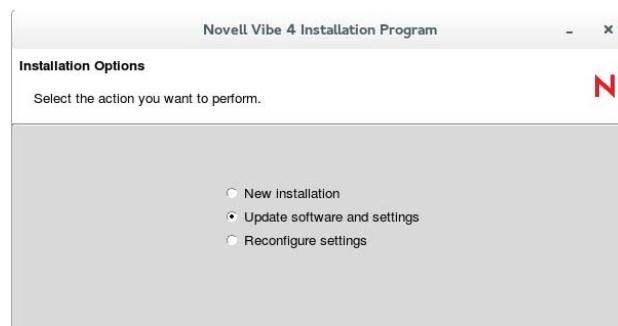 Novell Vibe 4 Installation Program
Installation Options
Select the action you want to perform.
N
New installation
Update software and settings
Reconfigure settings